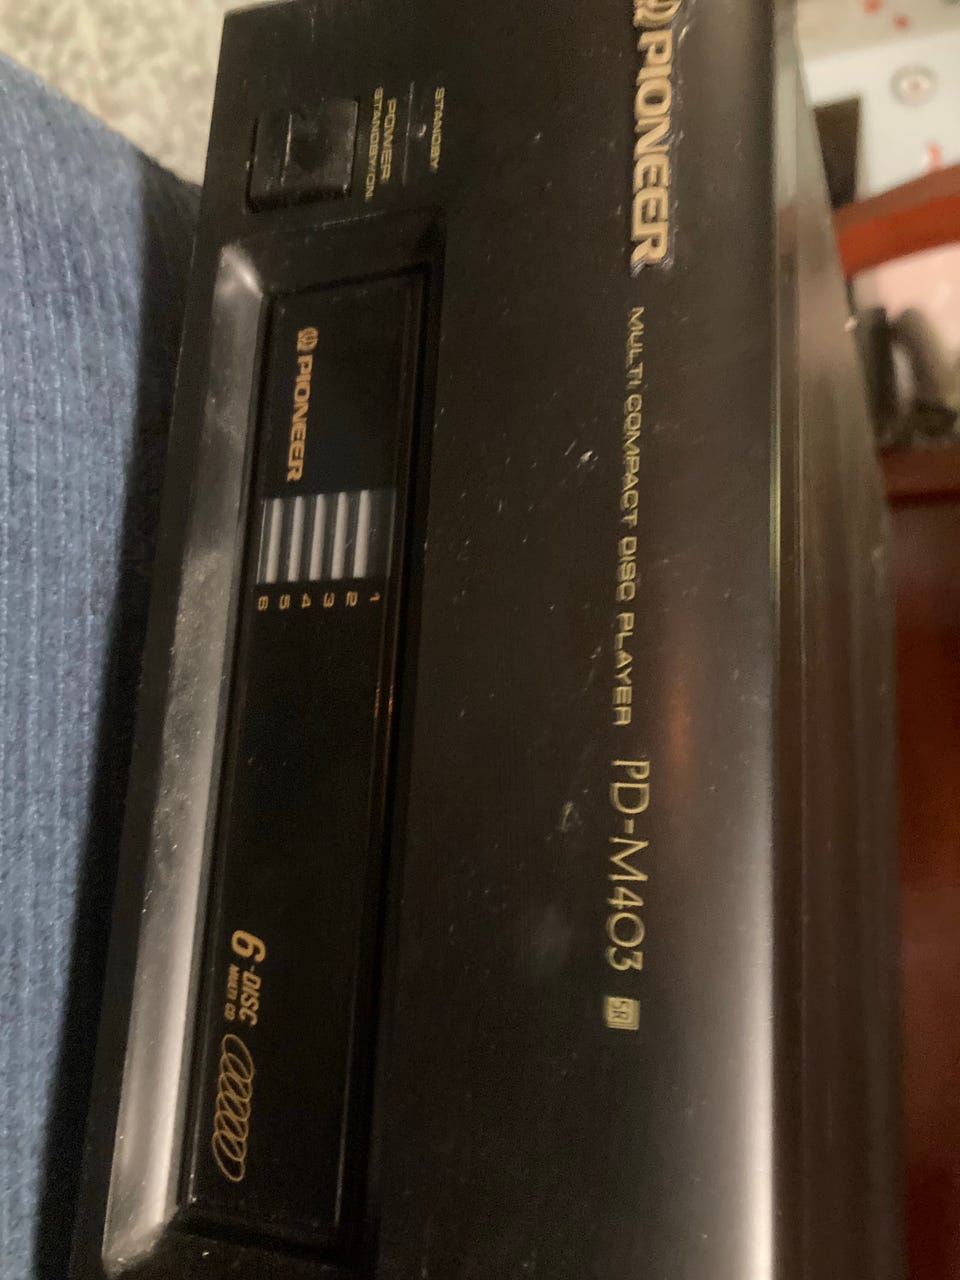 PIONEER
MULTI COMPACT DISC PLAYER PD-M403 SR
STANDBY
POWER
STANDBY/ON
PIONEER
1
2
3
4
5
6
6-DISC
MULTI CD